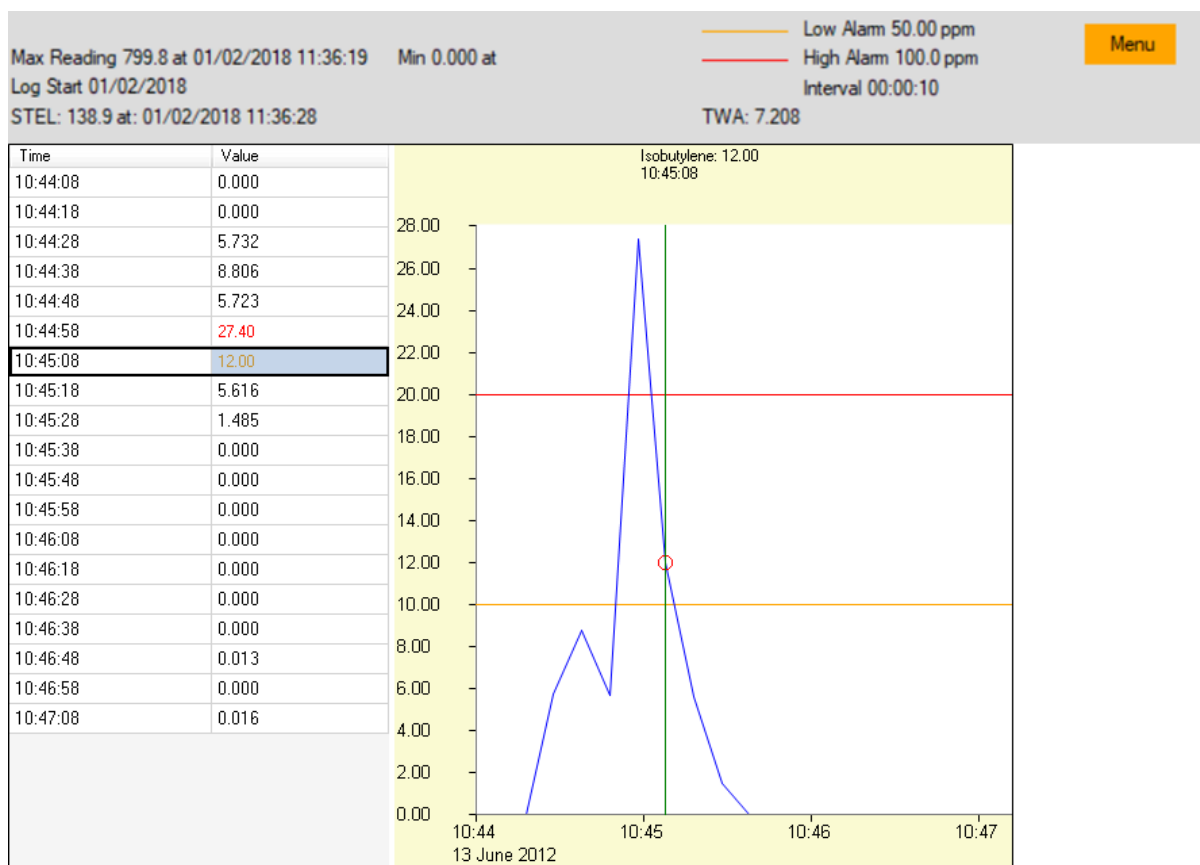 Max Reading 799.8 at 01/02/2018 11:36:19 Min 0.000 at
Log Start 01/02/2018
STEL: 138.9 at: 01/02/2018 11:36:28
Low Alarm 50.00 ppm
High Alarm 100.0 ppm
Interval 00:00:10
TWA: 7.208
Menu
Time Value
10:44:08 0.000
10:44:18 0.000
10:44:28 5.732
10:44:38 8.806
10:44:48 5.723
10:44:58 27.40
10:45:08 12.00
10:45:18 5.616
10:45:28 1.485
10:45:38 0.000
10:45:48 0.000
10:45:58 0.000
10:46:08 0.000
10:46:18 0.000
10:46:28 0.000
10:46:38 0.000
10:46:48 0.013
10:46:58 0.000
10:47:08 0.016
Isobutylene: 12.00
10:45:08
28.00
26.00
24.00
22.00
20.00
18.00
16.00
14.00
12.00
10.00
8.00
6.00
4.00
2.00
0.00
10:44 10:45 10:46 10:47
13 June 2012